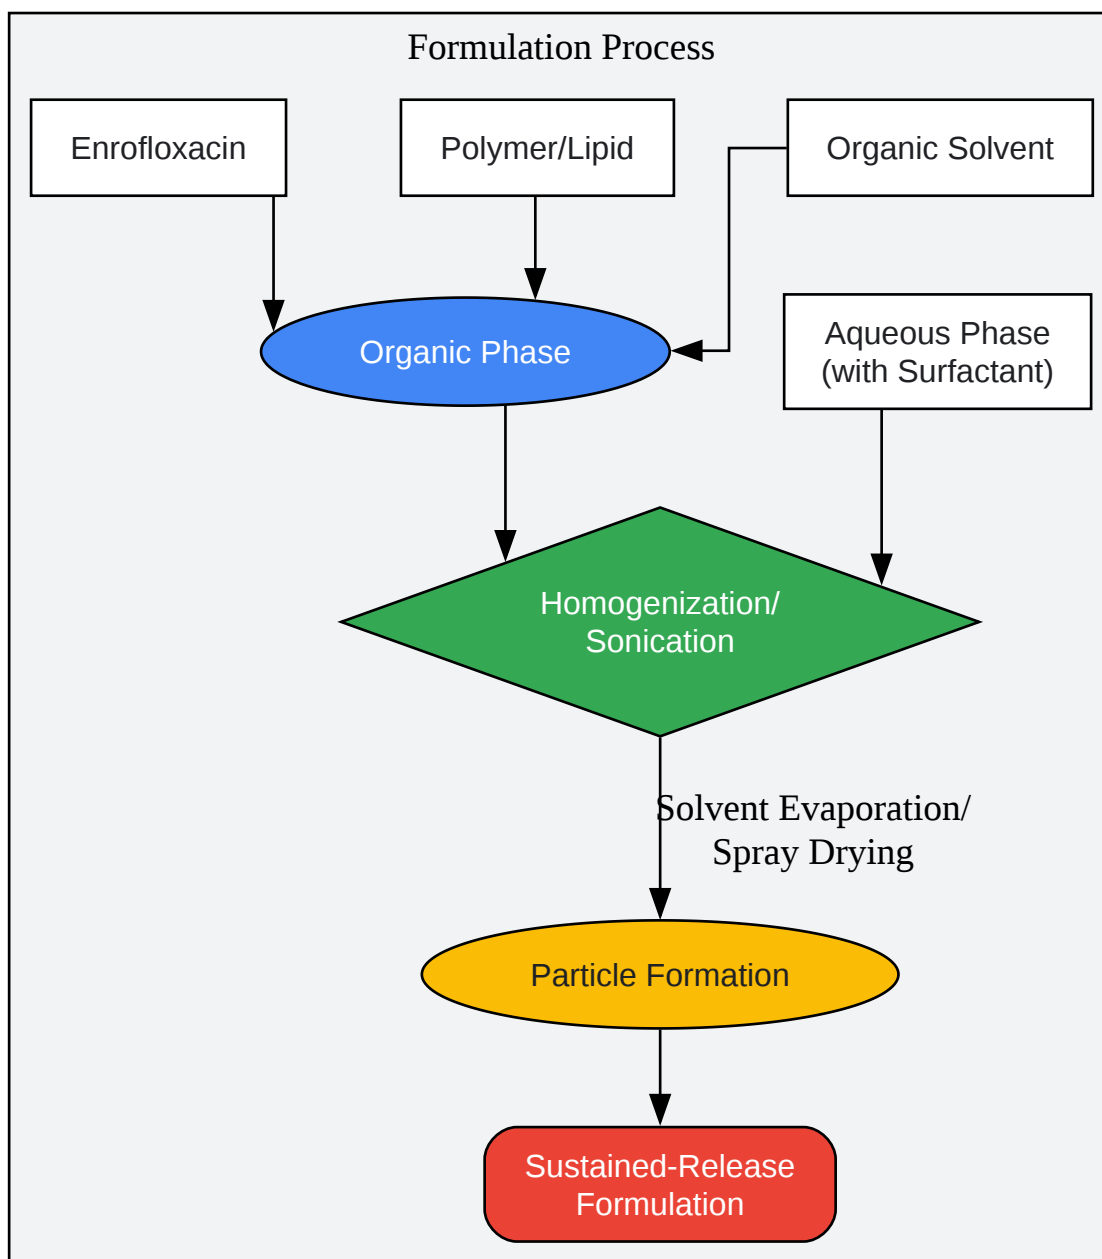 Formulation Process
Enrofloxacin
Polymer/Lipid
Organic Solvent
Organic Phase
Aqueous Phase
(with Surfactant)
Homogenization/
Sonication
Solvent Evaporation/
Spray Drying
Particle Formation
Sustained-Release
Formulation